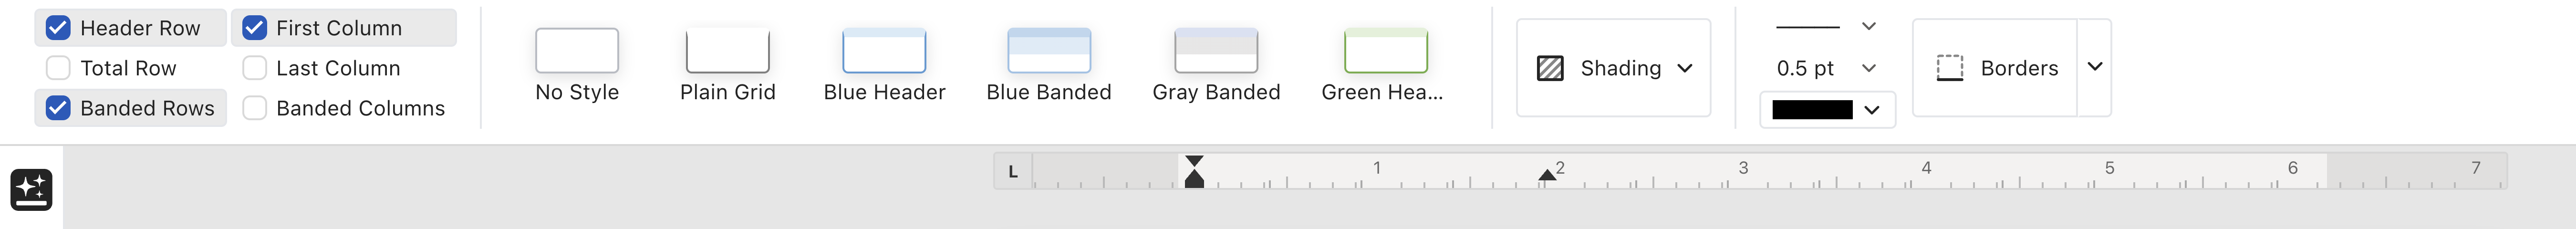 Header Row
First Column
Total Row
Last Column
Banded Rows
Banded Columns
No Style
Plain Grid
Blue Header
Blue Banded
Gray Banded
Green Hea...
Shading
0.5 pt
Borders
L
1
2
3
4
5
6
7